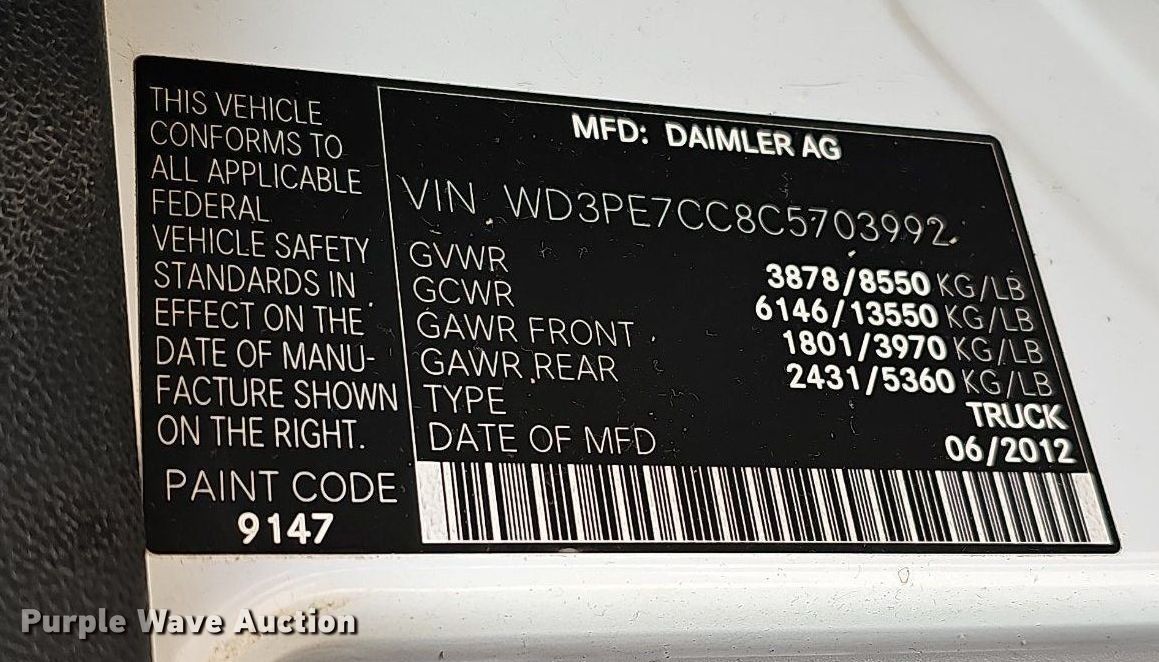 THIS VEHICLE
CONFORMS TO
ALL APPLICABLE
FEDERAL
VEHICLE SAFETY
STANDARDS IN
EFFECT ON THE
DATE OF MANU-
FACTURE SHOWN
ON THE RIGHT.
PAINT CODE
9147
MFD: DAIMLER AG
VIN WD3PE7CC8C5703992
GVWR 3878/8550 KG/LB
GCWR 6146/13550 KG/LB
GAWR FRONT 1801/3970 KG/LB
GAWR REAR 2431/5360 KG/LB
TYPE TRUCK
DATE OF MFD 06/2012
Purple Wave Auction